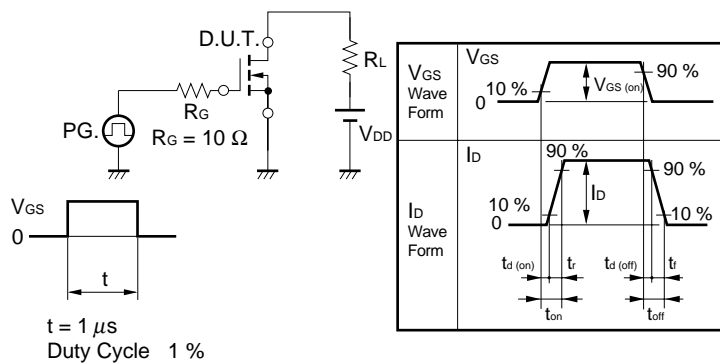 D.U.T.
RL
RG
PG.
RG = 10 Ω
VDD
VGS
0
t
t = 1 μs
Duty Cycle 1 %
VGS
Wave
Form
VGS
10 %
0
VGS (on)
90 %
ID
Wave
Form
ID
90 %
90 %
ID
10 %
0
10 %
td (on)
tr
td (off)
tf
ton
toff